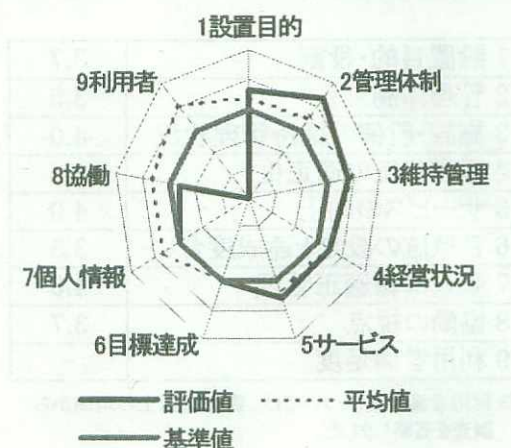 1設置目的
2管理体制
3維持管理
4経営状況
5サービス
6目標達成
7個人情報
8協働
9利用者
評価値
平均値
基準値